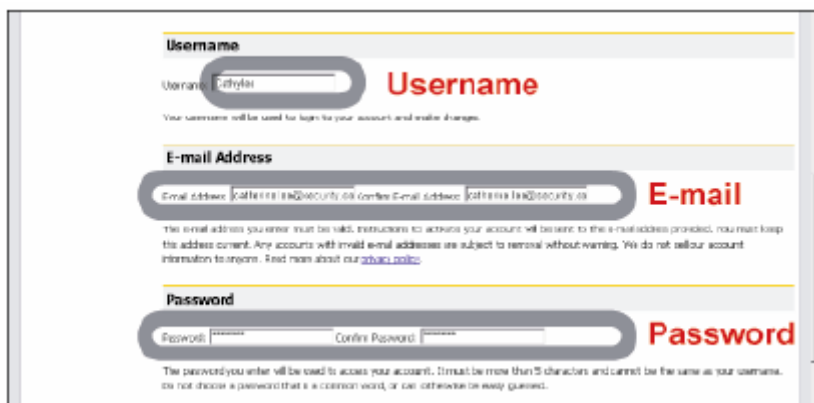 Username
Username: Cathylee Username
Your username will be used to login to your account and make changes.
E-mail Address
E-mail Address: Confirm E-mail Address: E-mail
The e-mail address you enter must be valid. Instructions to activate your account will be sent to the e-mail address provided. You must keep
this address current. Any accounts with invalid e-mail addresses are subject to removal without warning. We do not sell our account
information to anyone. Read more about our privacy policy.
Password
Password: ******** Confirm Password: ******** Password
The password you enter will be used to access your account. It must be more than 5 characters and cannot be the same as your username.
Do not choose a password that is a common word, or can otherwise be easily guessed.